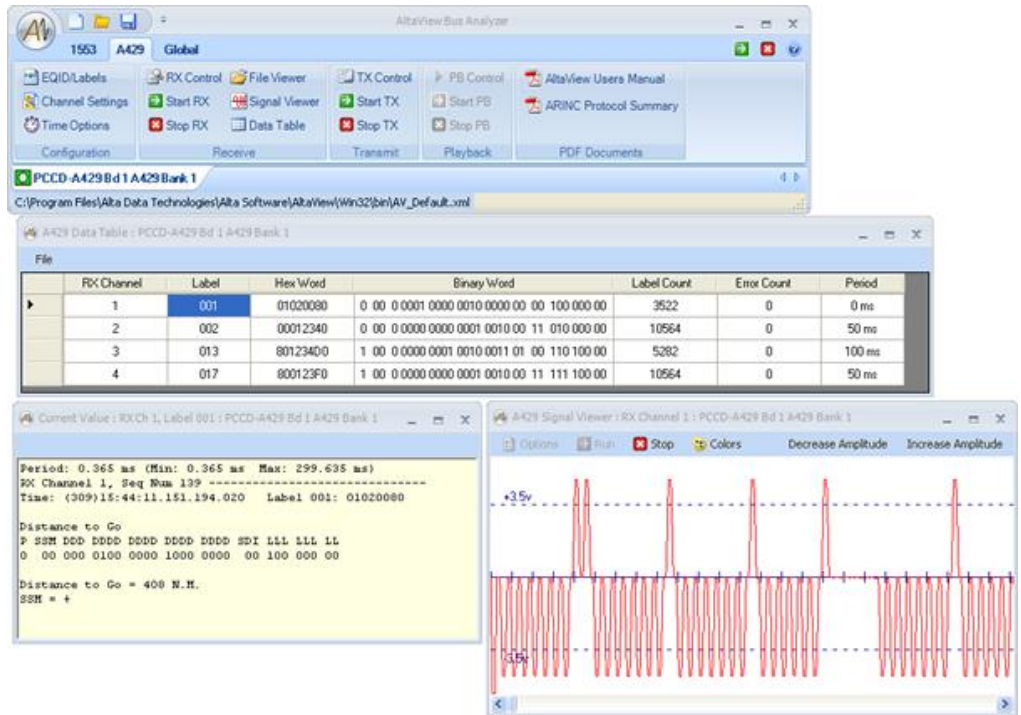 AltaView Bus Analyzer
1553 A429 Global
EQID/Labels RX Control File Viewer TX Control PB Control AltaView Users Manual
Channel Settings Start RX Signal Viewer Start TX Start PB ARINC Protocol Summary
Time Options Stop RX Data Table Stop TX Stop PB
Configuration Receive Transmit Playback PDF Documents
PCCD-A429 Bd 1 A429 Bank 1
C:\Program Files\Alta Data Technologies\Alta Software\AltaView\Win32\bin\AV_Default.xml
A429 Data Table : PCCD-A429 Bd 1 A429 Bank 1
File
RX Channel Label Hex Word Binary Word Label Count Error Count Period
1 001 01020080 0 00 0 0001 0000 0010 0000 00 00 100 000 00 3522 0 0 ms
2 002 00012340 0 00 0 0000 0000 0001 0010 00 11 010 000 00 10564 0 50 ms
3 013 801234D0 1 00 0 0000 0001 0010 0011 01 00 110 100 00 5282 0 100 ms
4 017 800123F0 1 00 0 0000 0000 0001 0010 00 11 111 100 00 10564 0 50 ms
Current Value : RX Ch 1, Label 001 : PCCD-A429 Bd 1 A429 Bank 1
Period: 0.365 ms (Min: 0.365 ms Max: 299.635 ms)
RX Channel 1, Seq Num 139 ------------------------------
Time: (309)15:44:11.151.194.020 Label 001: 01020080
Distance to Go
P SSM DDD DDDD DDDD DDDD DDDD SDI LLL LLL LL
0 00 000 0100 0000 1000 0000 00 100 000 00
Distance to Go = 408 N.M.
SSM = +
A429 Signal Viewer : RX Channel 1 : PCCD-A429 Bd 1 A429 Bank 1
Options Run Stop Colors Decrease Amplitude Increase Amplitude
+3.5v
-3.5v